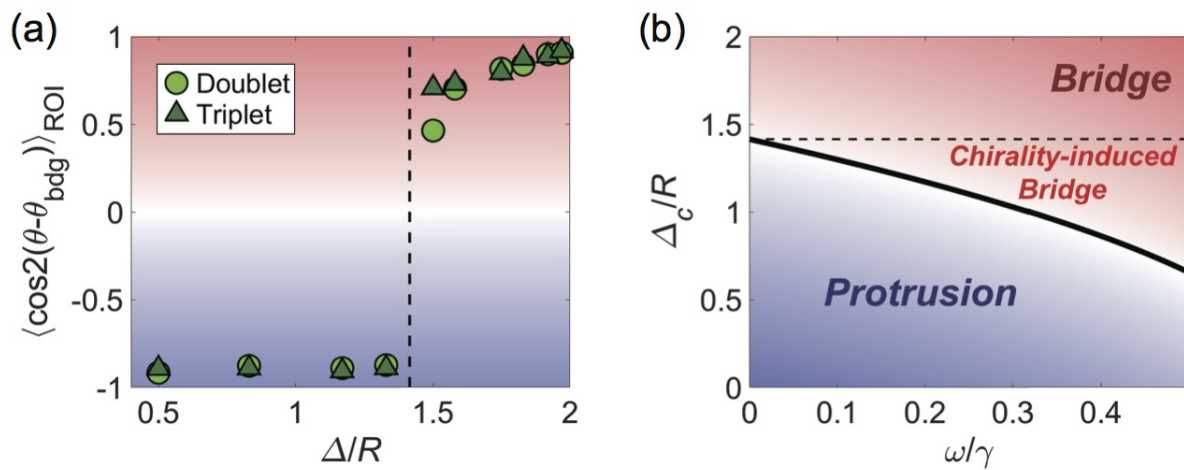 (a)
1
0.5
0
-0.5
-1
⟨cos2(θ-θbdg)⟩ROI
Doublet
Triplet
0.5
1
1.5
2
Δ/R
(b)
2
1.5
1
0.5
0
Δc/R
Bridge
Chirality-induced
Bridge
Protrusion
0
0.1
0.2
0.3
0.4
ω/γ